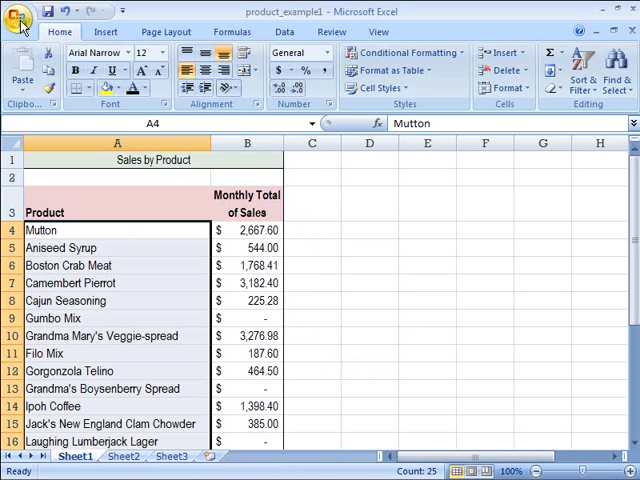 product_example1 - Microsoft Excel
Home Insert Page Layout Formulas Data Review View
Paste
Clipboa...
Arial Narrow 12
B I U A A
Font
Alignment
General
$ % ,
Number
Conditional Formatting
Format as Table
Cell Styles
Styles
Insert
Delete
Format
Cells
Σ
Sort & Filter
Find & Select
Editing
A4 fx Mutton
A B C D E F G H
1 Sales by Product
2
Monthly Total
3 Product of Sales
4 Mutton $ 2,667.60
5 Aniseed Syrup $ 544.00
6 Boston Crab Meat $ 1,768.41
7 Camembert Pierrot $ 3,182.40
8 Cajun Seasoning $ 225.28
9 Gumbo Mix $ -
10 Grandma Mary's Veggie-spread $ 3,276.98
11 Filo Mix $ 187.60
12 Gorgonzola Telino $ 464.50
13 Grandma's Boysenberry Spread $ -
14 Ipoh Coffee $ 1,398.40
15 Jack's New England Clam Chowder $ 385.00
16 Laughing Lumberjack Lager $ -
Sheet1 Sheet2 Sheet3
Ready Count: 25 100%